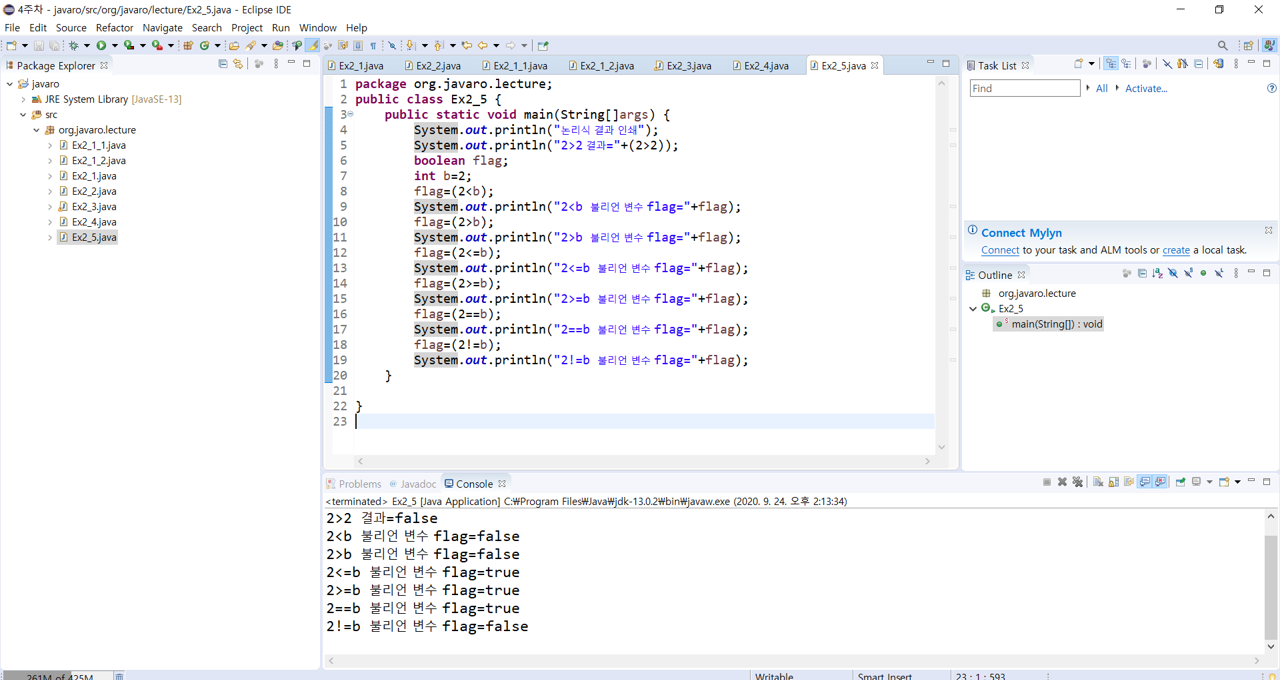 4주차 - javaro/src/org/javaro/lecture/Ex2_5.java - Eclipse IDE
File Edit Source Refactor Navigate Search Project Run Window Help
Package Explorer
javaro
JRE System Library [JavaSE-13]
src
org.javaro.lecture
Ex2_1_1.java
Ex2_1_2.java
Ex2_1.java
Ex2_2.java
Ex2_3.java
Ex2_4.java
Ex2_5.java
Ex2_1.java Ex2_2.java Ex2_1_1.java Ex2_1_2.java Ex2_3.java Ex2_4.java Ex2_5.java
1 package org.javaro.lecture;
2 public class Ex2_5 {
3 public static void main(String[]args) {
4 System.out.println("논리식 결과 인쇄");
5 System.out.println("2>2 결과="+(2>2));
6 boolean flag;
7 int b=2;
8 flag=(2<b);
9 System.out.println("2<b 불리언 변수 flag="+flag);
10 flag=(2>b);
11 System.out.println("2>b 불리언 변수 flag="+flag);
12 flag=(2<=b);
13 System.out.println("2<=b 불리언 변수 flag="+flag);
14 flag=(2>=b);
15 System.out.println("2>=b 불리언 변수 flag="+flag);
16 flag=(2==b);
17 System.out.println("2==b 불리언 변수 flag="+flag);
18 flag=(2!=b);
19 System.out.println("2!=b 불리언 변수 flag="+flag);
20 }
21
22 }
23
Task List
Find All Activate...
Connect Mylyn
Connect to your task and ALM tools or create a local task.
Outline
org.javaro.lecture
Ex2_5
main(String[]) : void
Problems Javadoc Console
<terminated> Ex2_5 [Java Application] C:₩Program Files₩Java₩jdk-13.0.2₩bin₩javaw.exe (2020. 9. 24. 오후 2:13:34)
2>2 결과=false
2<b 불리언 변수 flag=false
2>b 불리언 변수 flag=false
2<=b 불리언 변수 flag=true
2>=b 불리언 변수 flag=true
2==b 불리언 변수 flag=true
2!=b 불리언 변수 flag=false
261M of 425M Writable Smart Insert 23 : 1 : 593